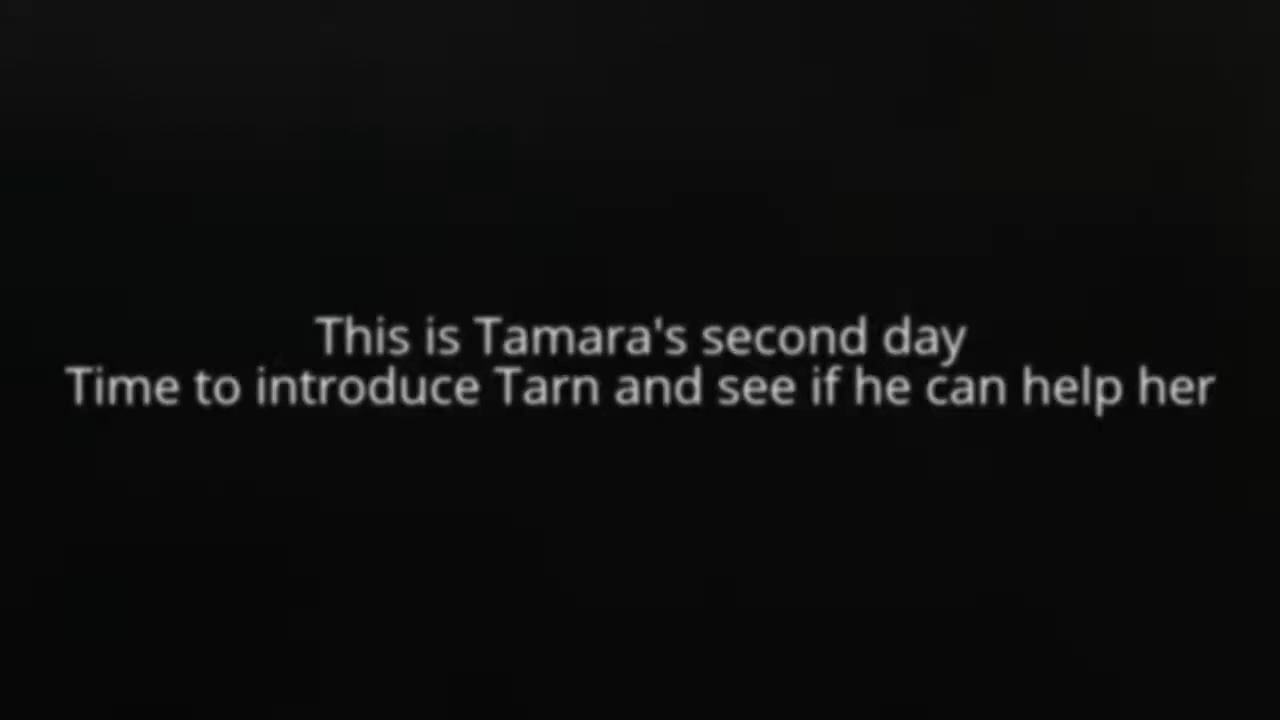 This is Tamara's second day
Time to introduce Tarn and see if he can help her